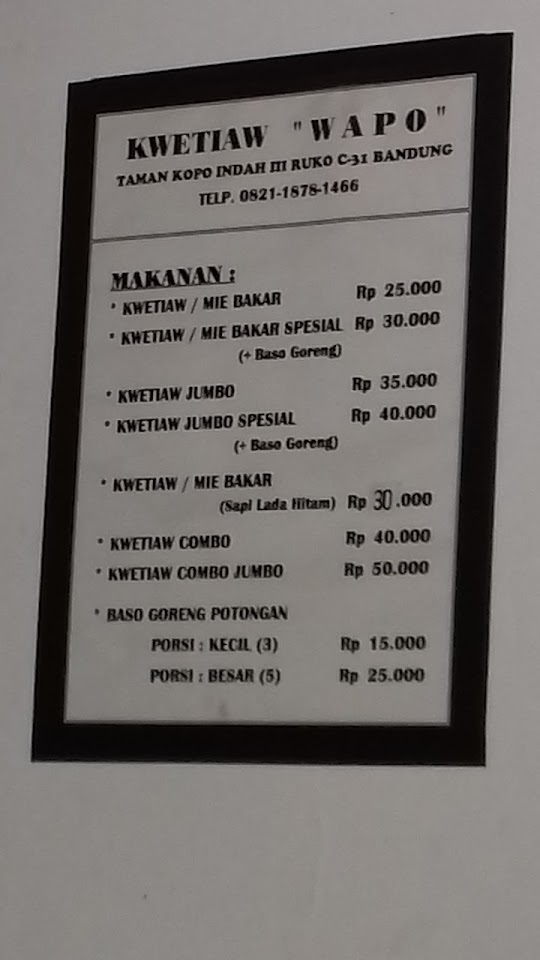 KWETIAW "WAPO"
TAMAN KOPO INDAH III RUKO C-31 BANDUNG
TELP. 0821-1878-1466
MAKANAN :
* KWETIAW / MIE BAKAR Rp 25.000
* KWETIAW / MIE BAKAR SPESIAL Rp 30.000
(+ Baso Goreng)
* KWETIAW JUMBO Rp 35.000
* KWETIAW JUMBO SPESIAL Rp 40.000
(+ Baso Goreng)
* KWETIAW / MIE BAKAR
(Sapi Lada Hitam) Rp 30.000
* KWETIAW COMBO Rp 40.000
* KWETIAW COMBO JUMBO Rp 50.000
* BASO GORENG POTONGAN
PORSI : KECIL (3) Rp 15.000
PORSI : BESAR (5) Rp 25.000